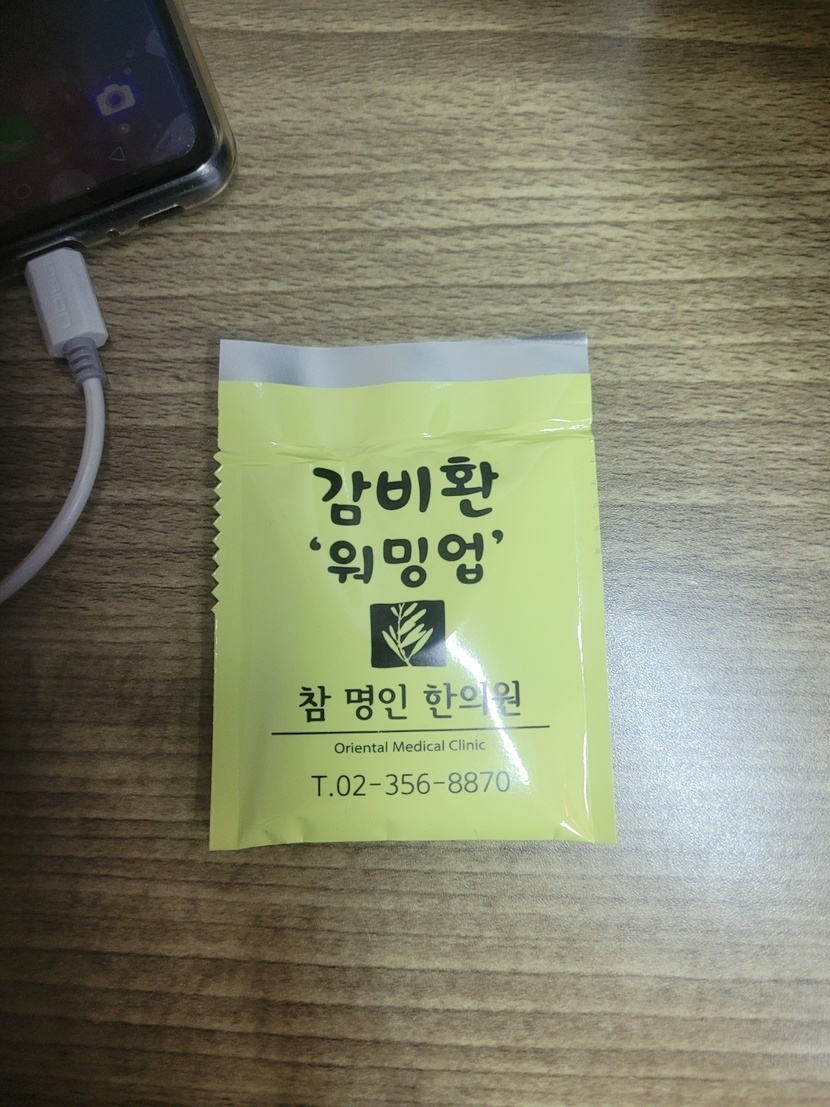 감비환
‘워밍업’
참 명인 한의원
Oriental Medical Clinic
T.02-356-8870